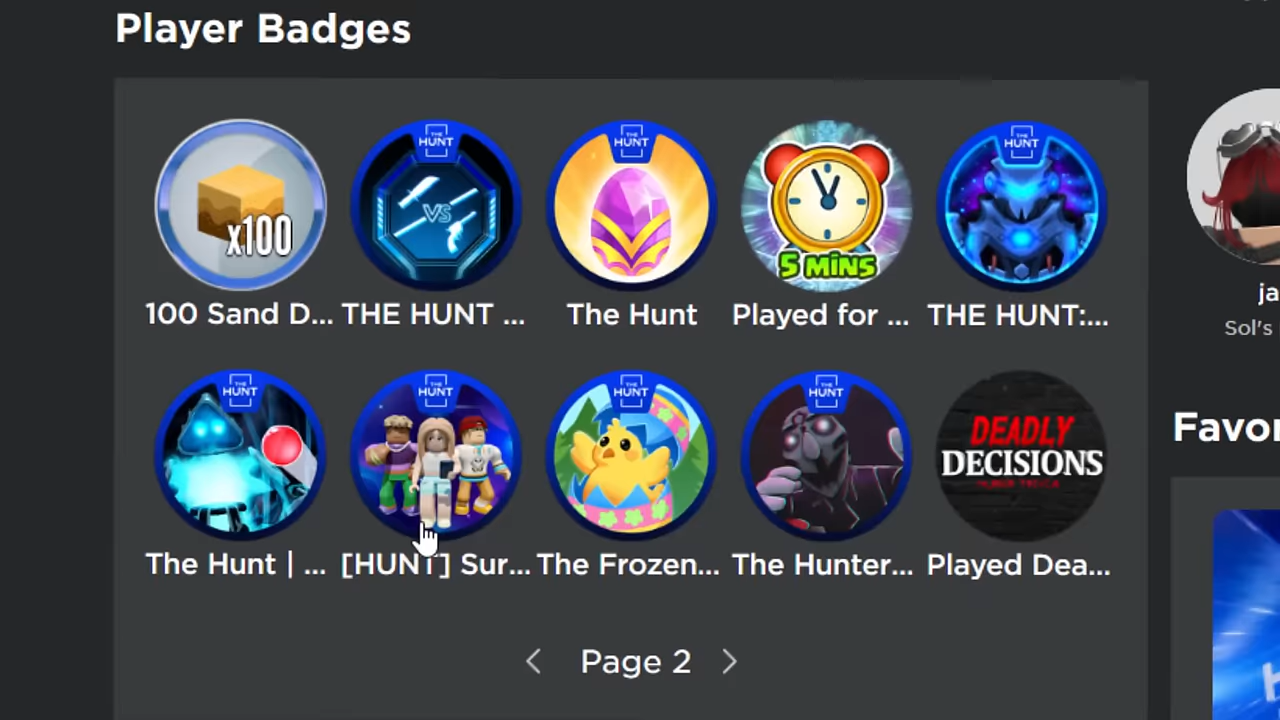 Player Badges
THE
HUNT
THE
HUNT
THE
HUNT
x100
VS
5 MINS
100 Sand D...
THE HUNT ...
The Hunt
Played for ...
THE HUNT:...
ja
Sol's
THE
HUNT
THE
HUNT
THE
HUNT
THE
HUNT
DEADLY
DECISIONS
The Hunt | ...
[HUNT] Sur...
The Frozen...
The Hunter...
Played Dea...
Favor
< Page 2 >